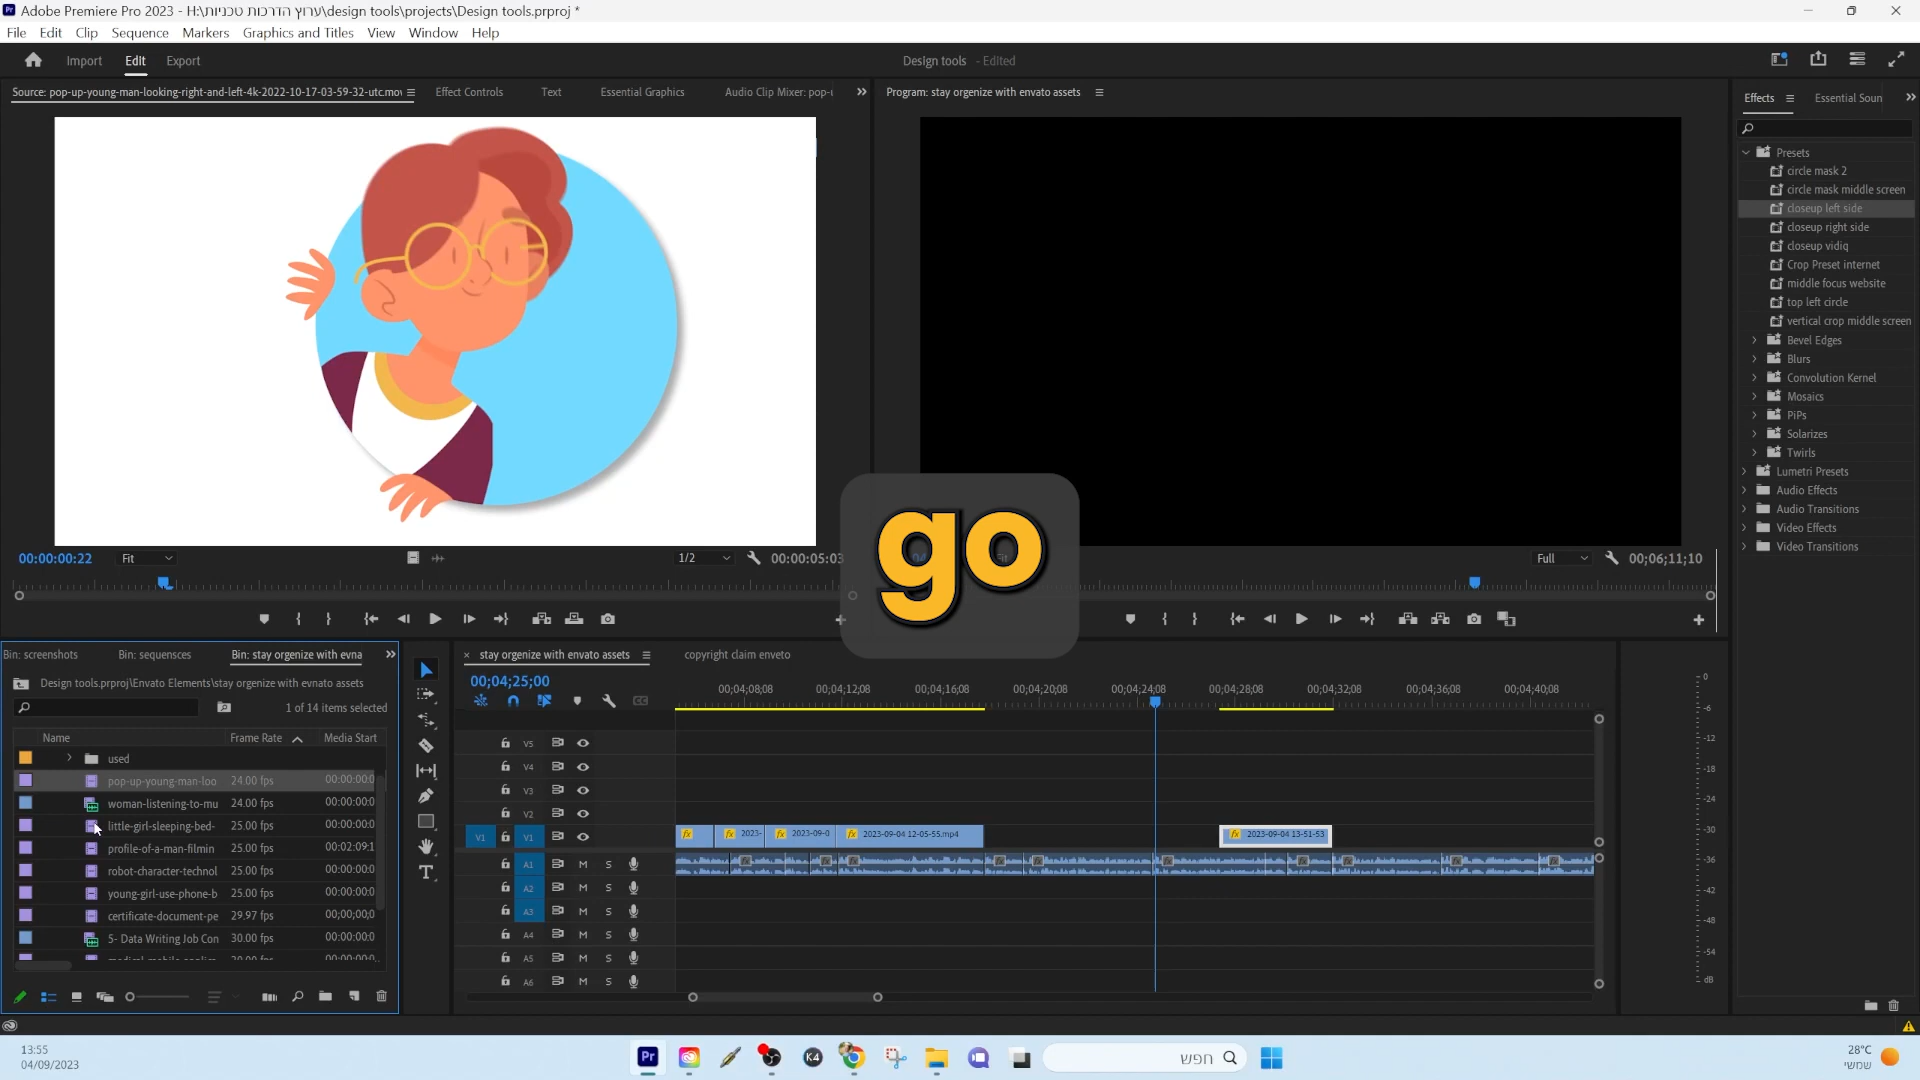 Adobe Premiere Pro 2023 - H:\ערוץ הדרכות טכניות\design tools\projects\Design tools.prproj *
File Edit Clip Sequence Markers Graphics and Titles View Window Help
Import Edit Export
Design tools - Edited
Source: pop-up-young-man-looking-right-and-left-4k-2022-10-17-03-59-32-utc.mov
Effect Controls
Text
Essential Graphics
Audio Clip Mixer: pop-u
Program: stay orgenize with envato assets
Effects
Essential Soun
Presets
circle mask 2
circle mask middle screen
closeup left side
closeup right side
closeup vidiq
Crop Preset internet
middle focus website
top left circle
vertical crop middle screen
Bevel Edges
Blurs
Convolution Kernel
Mosaics
PiPs
Solarizes
Twirls
Lumetri Presets
Audio Effects
Audio Transitions
Video Effects
Video Transitions
go
00:00:00:22
Fit
1/2
00:00:05:03
Full
00;06;11;10
Bin: screenshots
Bin: sequencses
Bin: stay orgenize with evna
Design tools.prproj\Envato Elements\stay orgenize with evnato assets
1 of 14 items selected
Name Frame Rate Media Start
used
pop-up-young-man-loo 24.00 fps 00:00:00:0
woman-listening-to-mu 24.00 fps 00:00:00:0
little-girl-sleeping-bed- 25.00 fps 00:00:00:0
profile-of-a-man-filmin 25.00 fps 00:02:09:1
robot-character-technol 25.00 fps 00:00:00:0
young-girl-use-phone-b 25.00 fps 00:00:00:0
certificate-document-pe 29.97 fps 00;00;00;0
5- Data Writing Job Con 30.00 fps 00:00:00:0
stay orgenize with envato assets
copyright claim enveto
00;04;25;00
00;04;08;08 00;04;12;08 00;04;16;08 00;04;20;08 00;04;24;08 00;04;28;08 00;04;32;08 00;04;36;08 00;04;40;08
V5
V4
V3
V2
V1 V1
fx fx 2023- fx 2023-09-0 fx 2023-09-04 12-05-55.mp4 fx 2023-09-04 13-51-53
A1 M S
A2 M S
A3 M S
A4 M S
A5 M S
A6 M S
0
-6
-12
-18
-24
-30
-36
-42
-48
-54
dB
13:55
04/09/2023
Pr
K4
חפש
28°C
שמשי